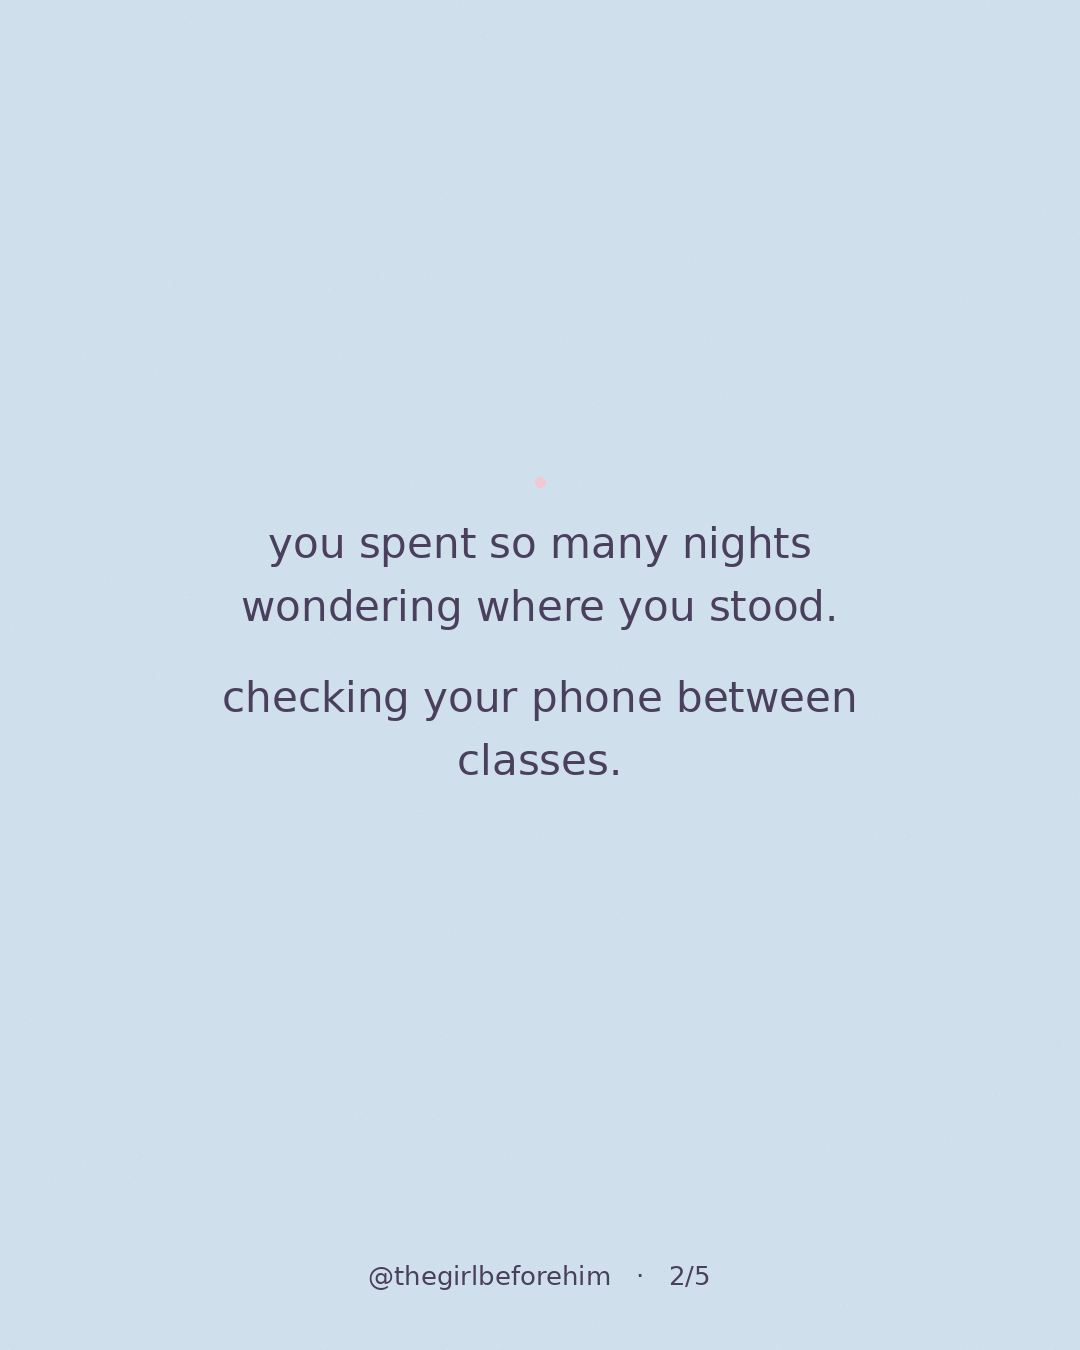 you spent so many nights
wondering where you stood.
checking your phone between
classes.
@thegirlbeforehim · 2/5